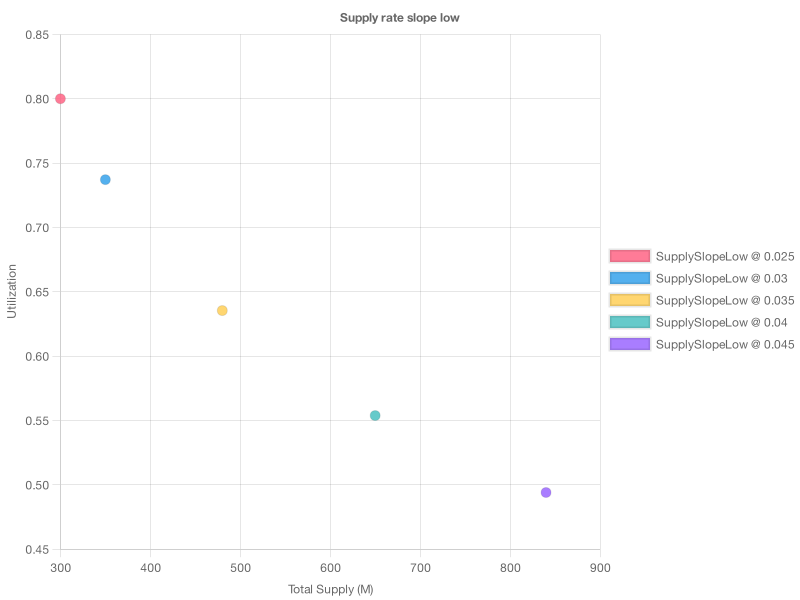 Supply rate slope low
0.85
0.80
0.75
0.70
0.65
0.60
0.55
0.50
0.45
Utilization
300 400 500 600 700 800 900
Total Supply (M)
SupplySlopeLow @ 0.025
SupplySlopeLow @ 0.03
SupplySlopeLow @ 0.035
SupplySlopeLow @ 0.04
SupplySlopeLow @ 0.045